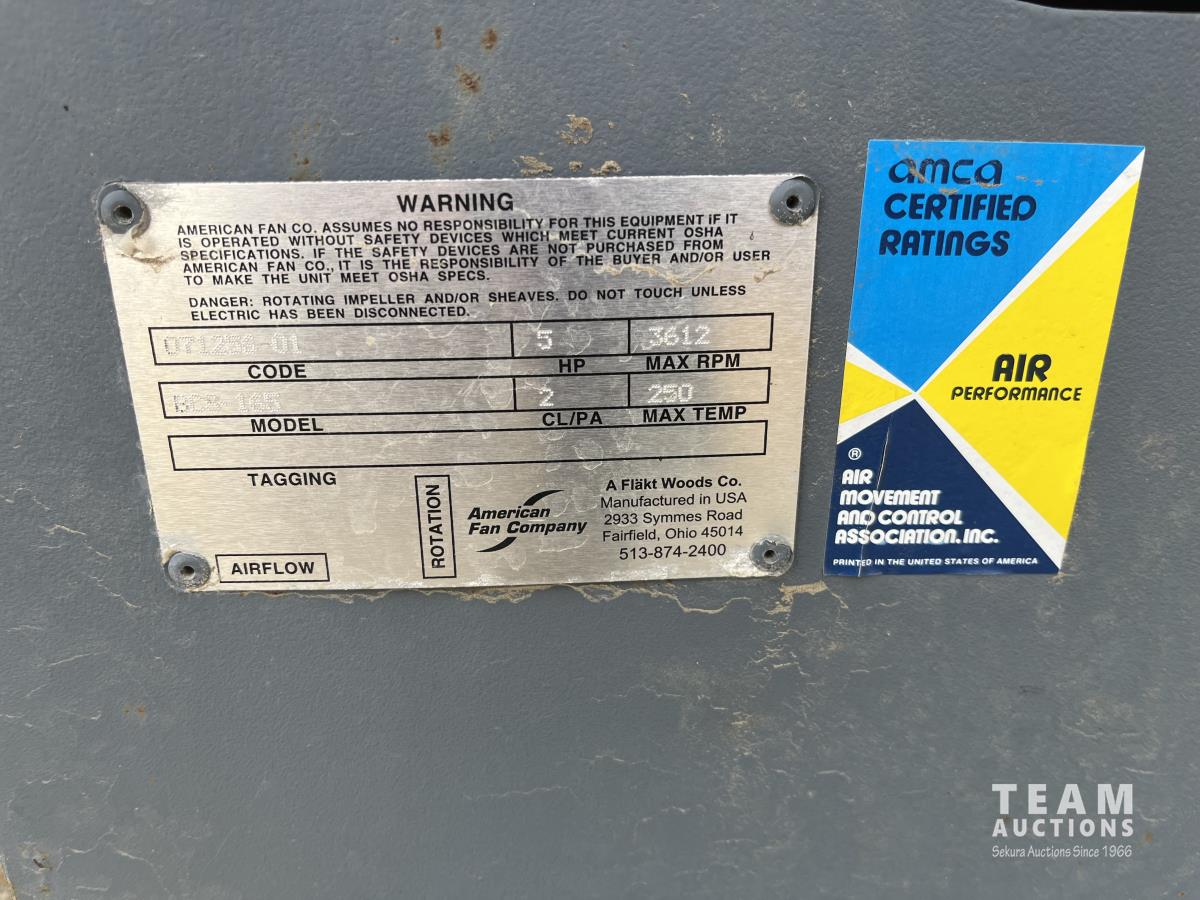 WARNING
AMERICAN FAN CO. ASSUMES NO RESPONSIBILITY FOR THIS EQUIPMENT IF IT
IS OPERATED WITHOUT SAFETY DEVICES WHICH MEET CURRENT OSHA
SPECIFICATIONS. IF THE SAFETY DEVICES ARE NOT PURCHASED FROM
AMERICAN FAN CO., IT IS THE RESPONSIBILITY OF THE BUYER AND/OR USER
TO MAKE THE UNIT MEET OSHA SPECS.
DANGER: ROTATING IMPELLER AND/OR SHEAVES. DO NOT TOUCH UNLESS
ELECTRIC HAS BEEN DISCONNECTED.
5 3612
CODE HP MAX RPM
2 250
MODEL CL/PA MAX TEMP
TAGGING
AIRFLOW
ROTATION
American
Fan Company
A Fläkt Woods Co.
Manufactured in USA
2933 Symmes Road
Fairfield, Ohio 45014
513-874-2400
amca
CERTIFIED
RATINGS
AIR
PERFORMANCE
®
AIR
MOVEMENT
AND CONTROL
ASSOCIATION, INC.
PRINTED IN THE UNITED STATES OF AMERICA
TEAM
AUCTIONS
Sekura Auctions Since 1966